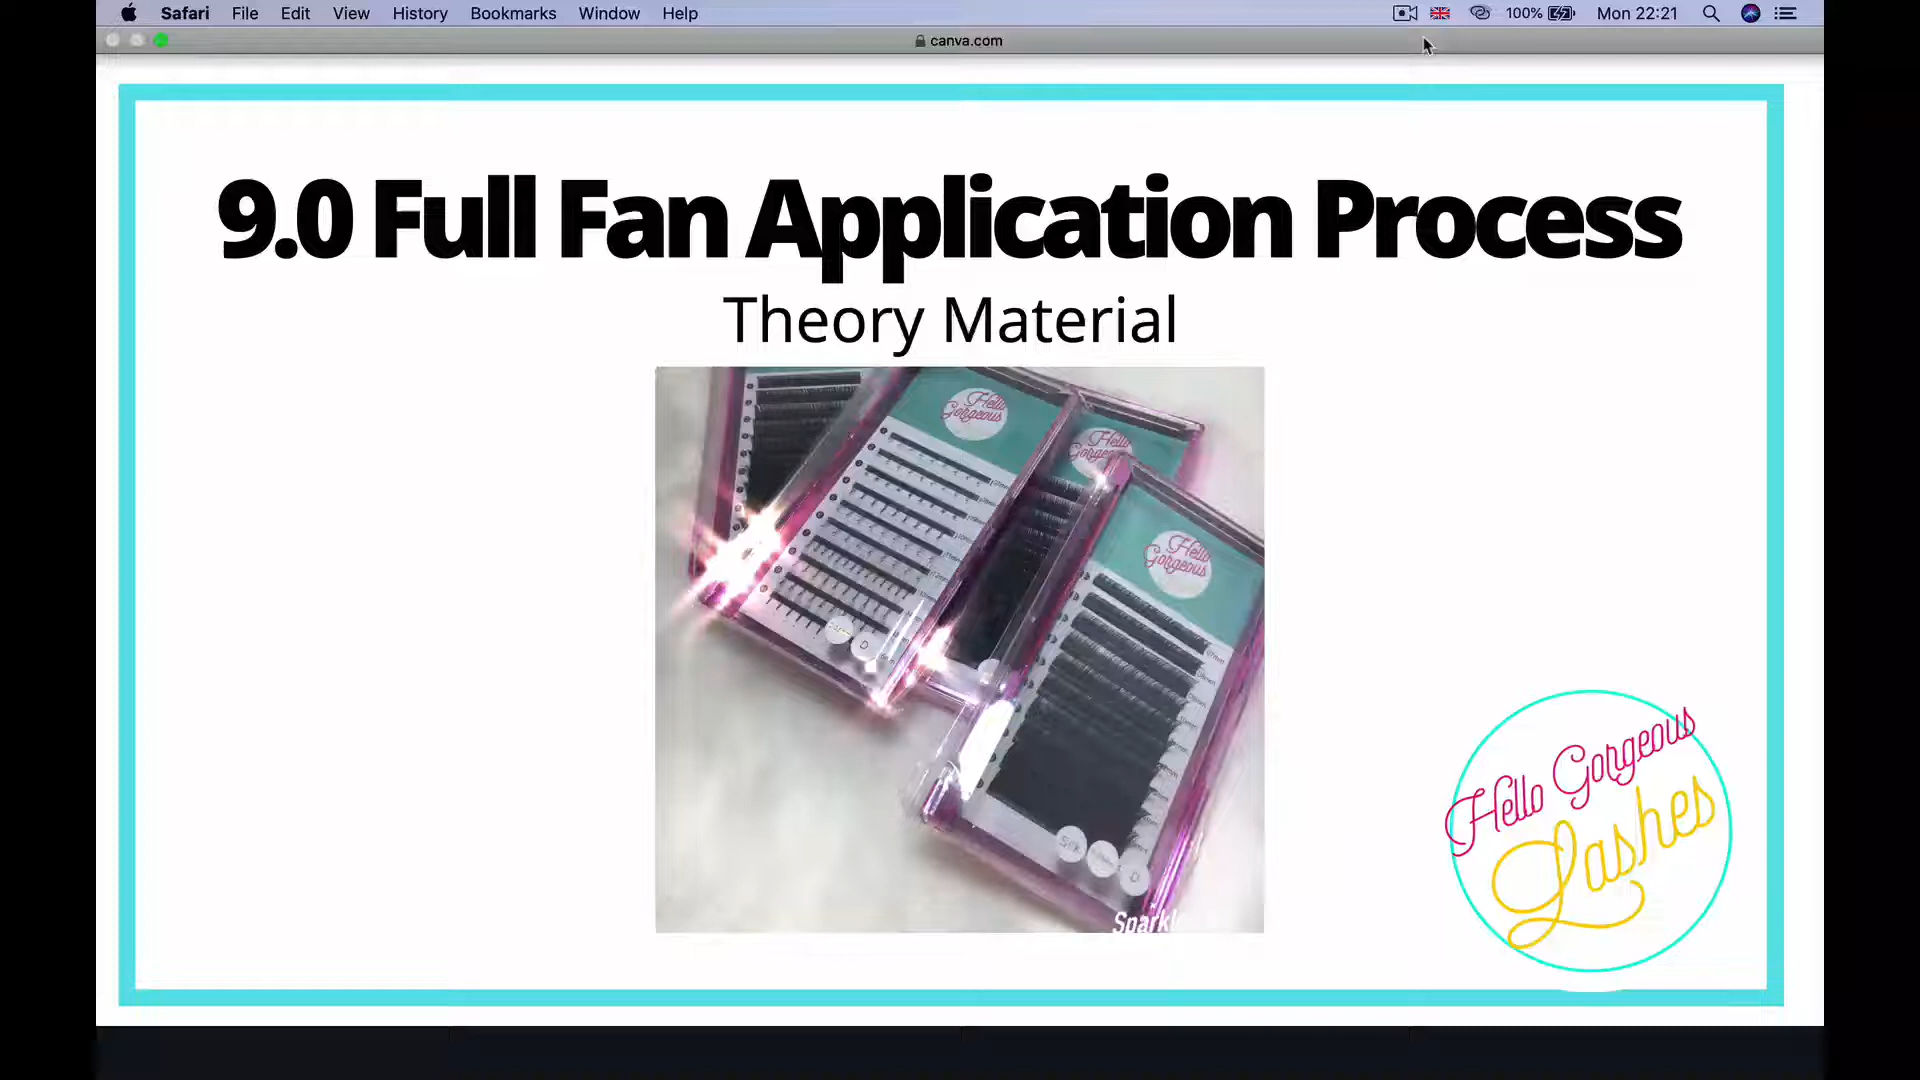 Safari File Edit View History Bookmarks Window Help 100% Mon 22:21
canva.com
9.0 Full Fan Application Process
Theory Material
Hello
Gorgeous
Hello
Gorgeous
Hello
Gorgeous
D
D
Hello Gorgeous
Lashes